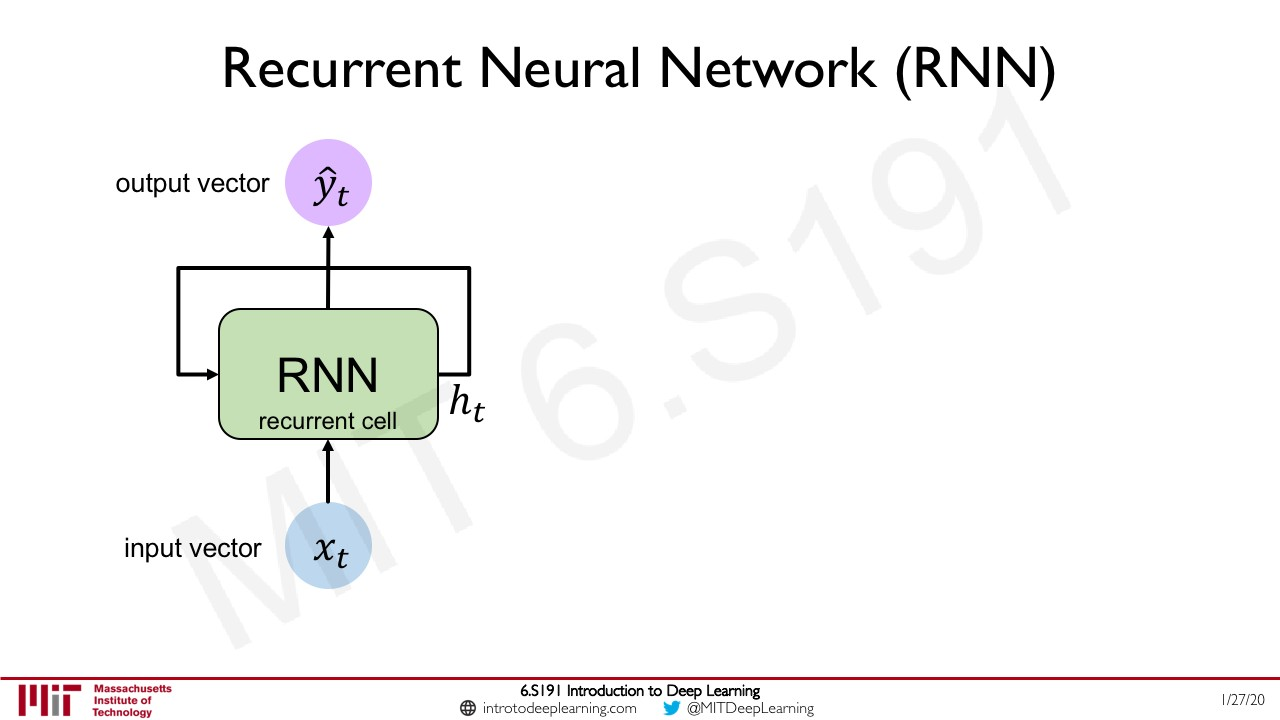 Recurrent Neural Network (RNN)
output vector
ŷₜ
RNN
recurrent cell
hₜ
input vector
xₜ
MIT 6.S191
Massachusetts
Institute of
Technology
6.S191 Introduction to Deep Learning
introtodeeplearning.com @MITDeepLearning
1/27/20